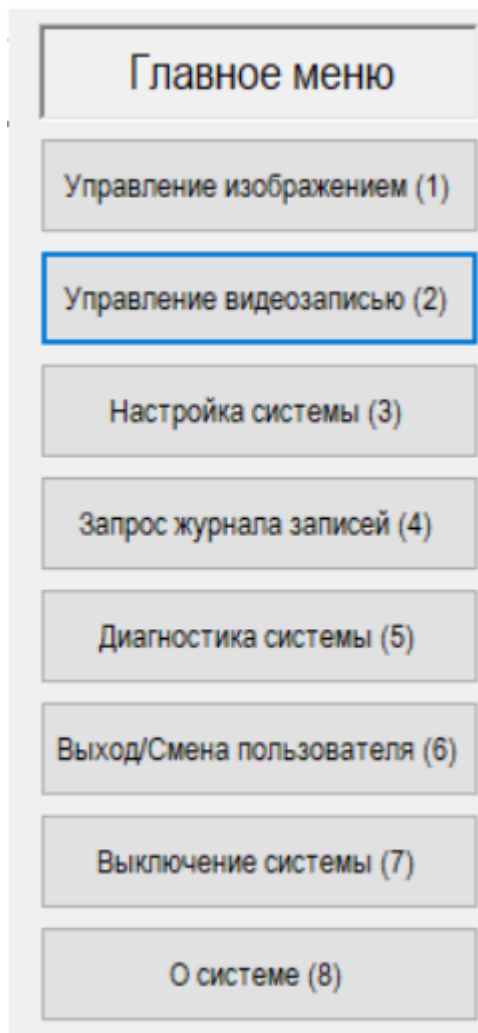 Главное меню
Управление изображением (1)
Управление видеозаписью (2)
Настройка системы (3)
Запрос журнала записей (4)
Диагностика системы (5)
Выход/Смена пользователя (6)
Выключение системы (7)
О системе (8)